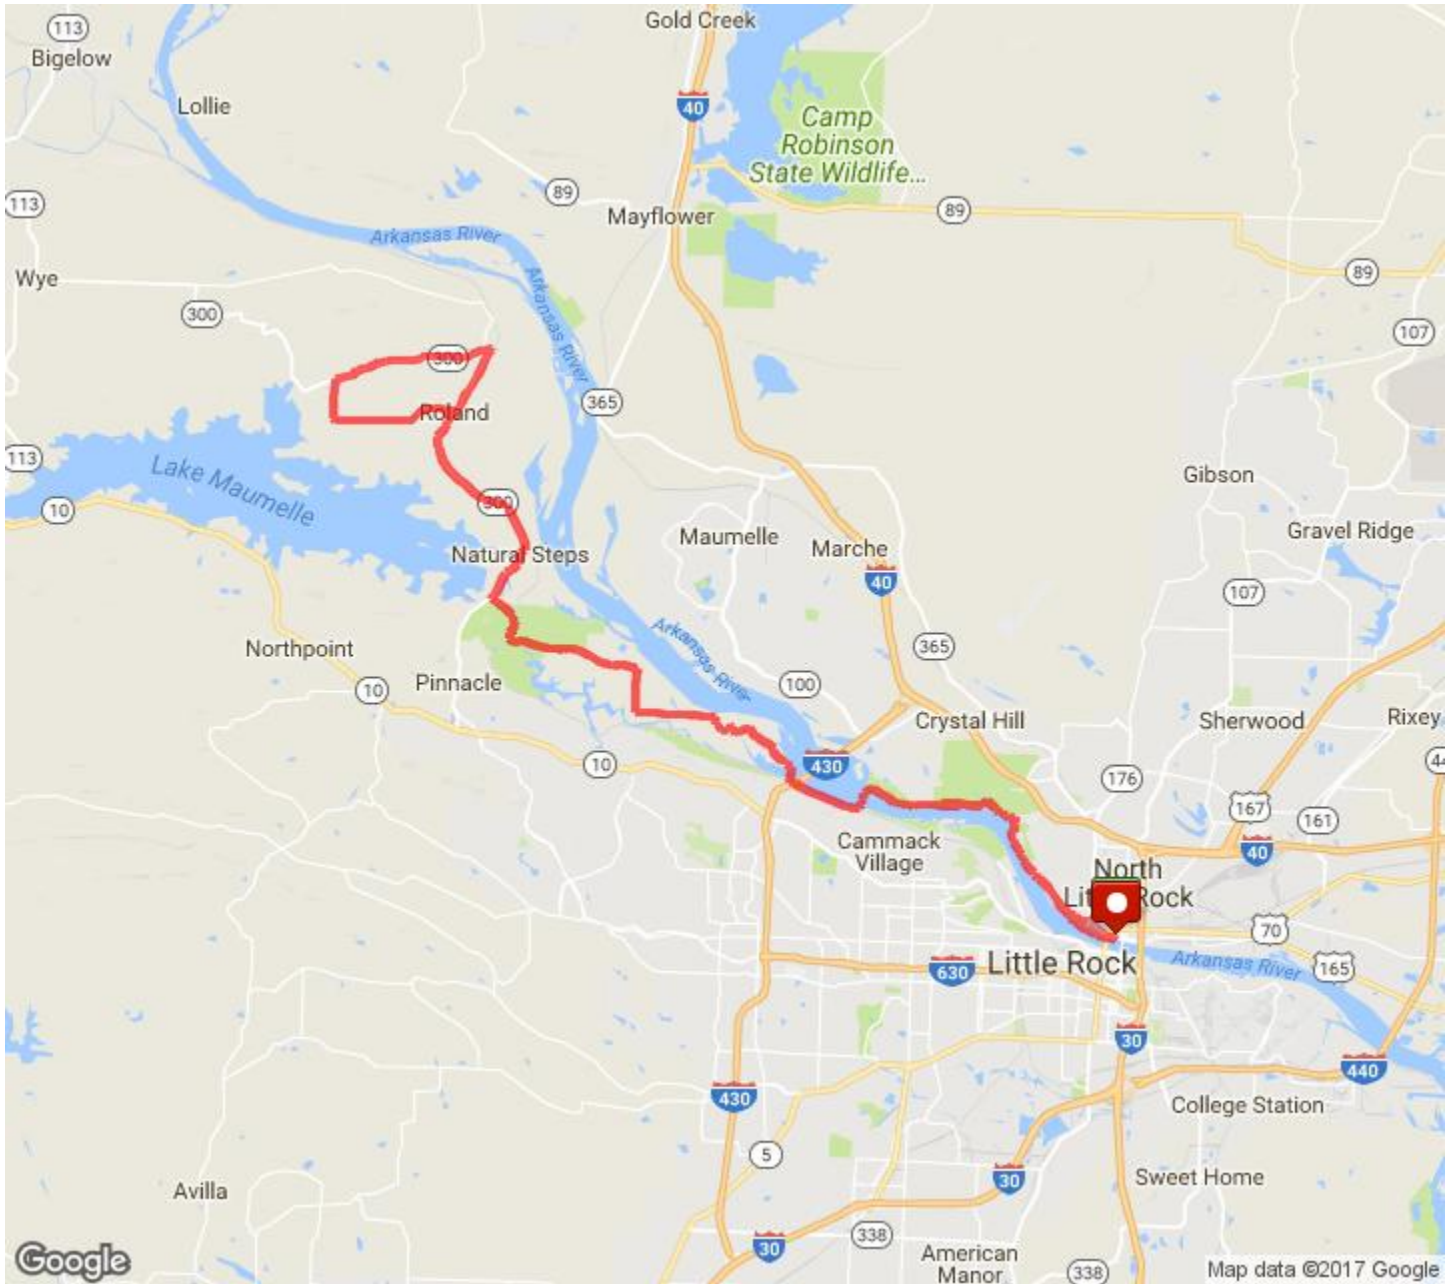 Gold Creek
113
Bigelow
Lollie
40
Camp
Robinson
State Wildlife...
89
113
Mayflower
89
Arkansas River
Wye
Arkansas River
89
300
107
300
365
Roland
113
Lake Maumelle
Gibson
10
300
Maumelle
Marche
Gravel Ridge
Natural Steps
40
107
Arkansas River
365
Northpoint
Pinnacle
10
100
Crystal Hill
Sherwood
Rixey
10
430
176
44
167
161
Cammack
Village
40
North
Little Rock
70
Little Rock
630
Arkansas River
165
30
440
430
College Station
5
30
Sweet Home
Avilla
338
30
American
Manor
338
Google
Map data ©2017 Google